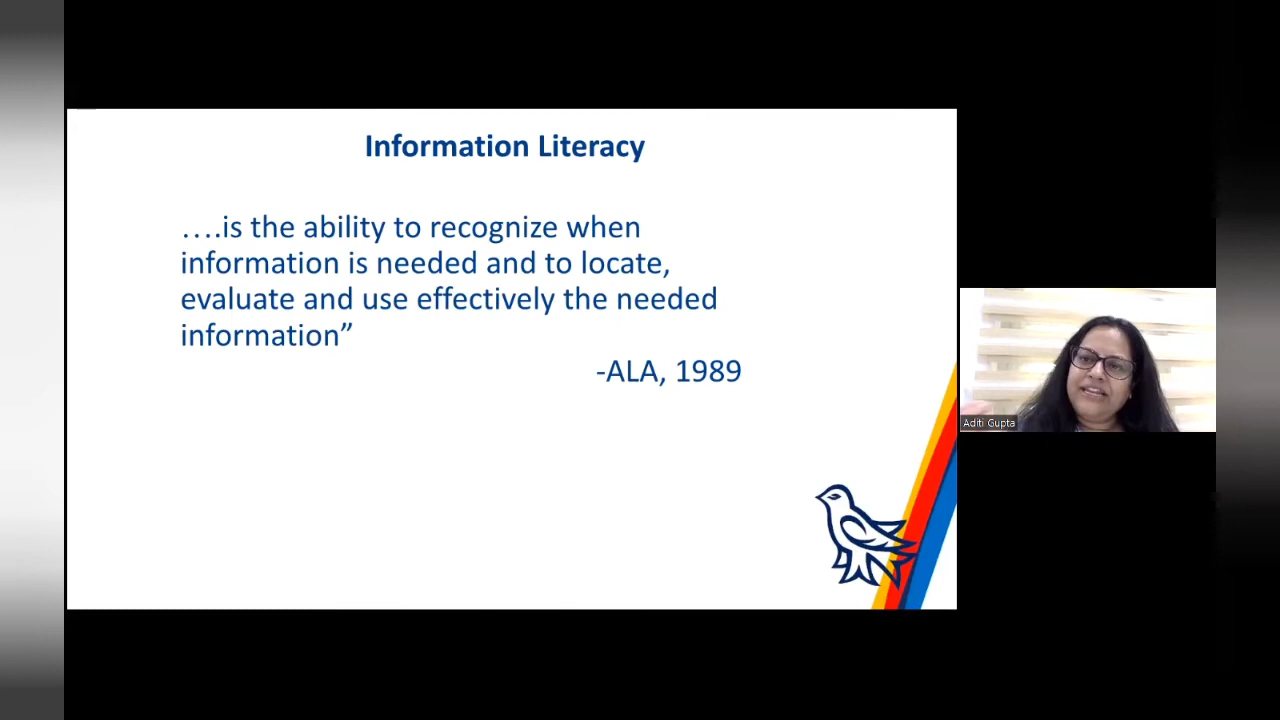 Information Literacy
….is the ability to recognize when
information is needed and to locate,
evaluate and use effectively the needed
information”
-ALA, 1989
Aditi Gupta